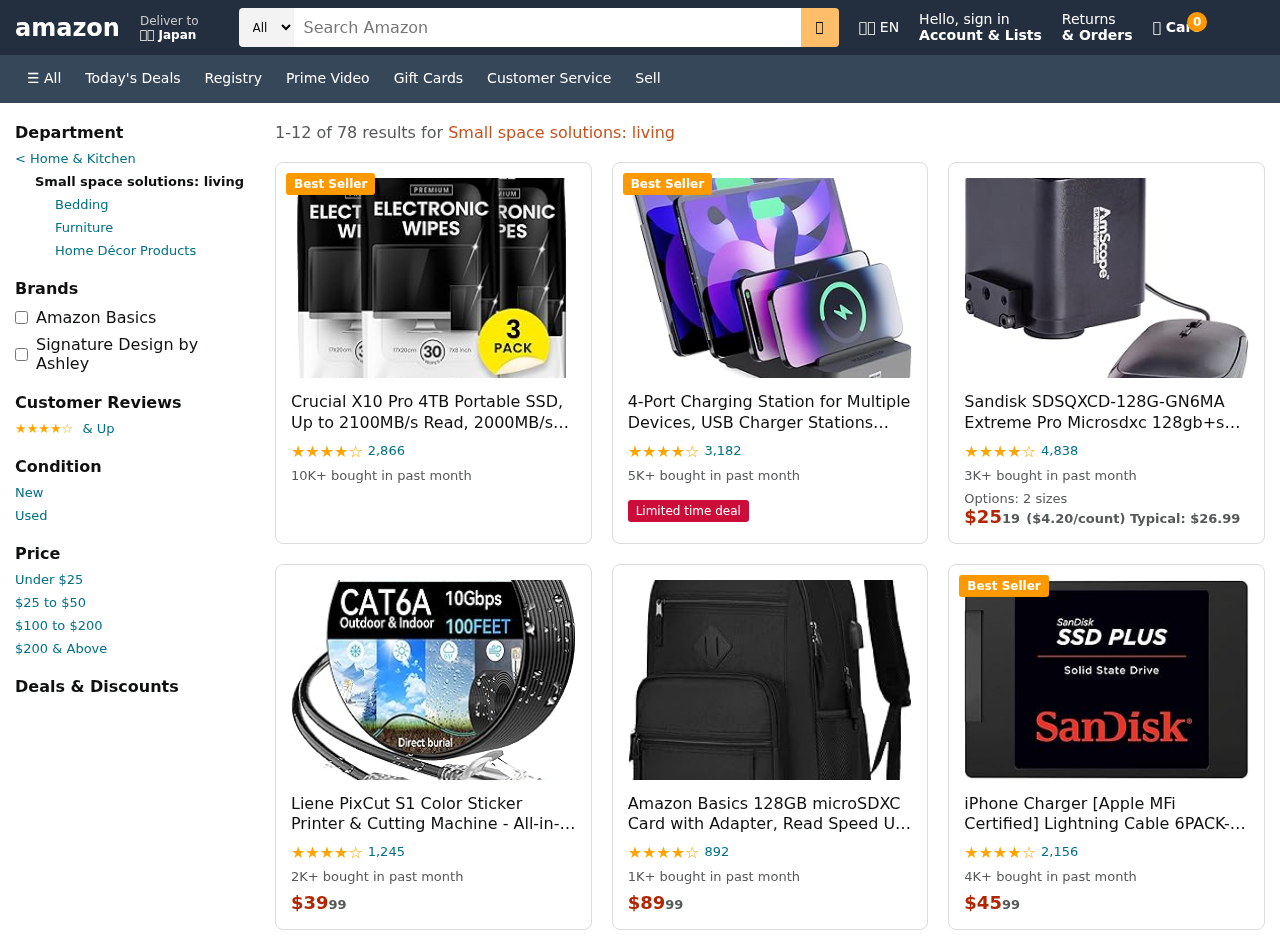 amazon
Deliver to
Japan
All
Search Amazon
EN
Hello, sign in
Account & Lists
Returns
& Orders
0
☰ All
Today's Deals
Registry
Prime Video
Gift Cards
Customer Service
Sell
Department
< Home & Kitchen
Small space solutions: living
Bedding
Furniture
Home Décor Products
Brands
Amazon Basics
Signature Design by
Ashley
Customer Reviews
★★★★☆ & Up
Condition
New
Used
Price
Under $25
$25 to $50
$100 to $200
$200 & Above
Deals & Discounts
1-12 of 78 results for Small space solutions: living
Best Seller
PREMIUM
ELECTRONIC
WIPES
3
PACK
17X20cm
30
7X8 inch
Crucial X10 Pro 4TB Portable SSD,
Up to 2100MB/s Read, 2000MB/s...
★★★★☆ 2,866
10K+ bought in past month
Best Seller
4-Port Charging Station for Multiple
Devices, USB Charger Stations...
★★★★☆ 3,182
5K+ bought in past month
Limited time deal
AmScope
Sandisk SDSQXCD-128G-GN6MA
Extreme Pro Microsdxc 128gb+s...
★★★★☆ 4,838
3K+ bought in past month
Options: 2 sizes
$25 19 ($4.20/count) Typical: $26.99
CAT6A
Outdoor & Indoor
10Gbps
100FEET
Direct burial
Liene PixCut S1 Color Sticker
Printer & Cutting Machine - All-in-...
★★★★☆ 1,245
2K+ bought in past month
$39 99
Amazon Basics 128GB microSDXC
Card with Adapter, Read Speed U...
★★★★☆ 892
1K+ bought in past month
$89 99
Best Seller
SanDisk
SSD PLUS
Solid State Drive
SanDisk
iPhone Charger [Apple MFi
Certified] Lightning Cable 6PACK-...
★★★★☆ 2,156
4K+ bought in past month
$45 99